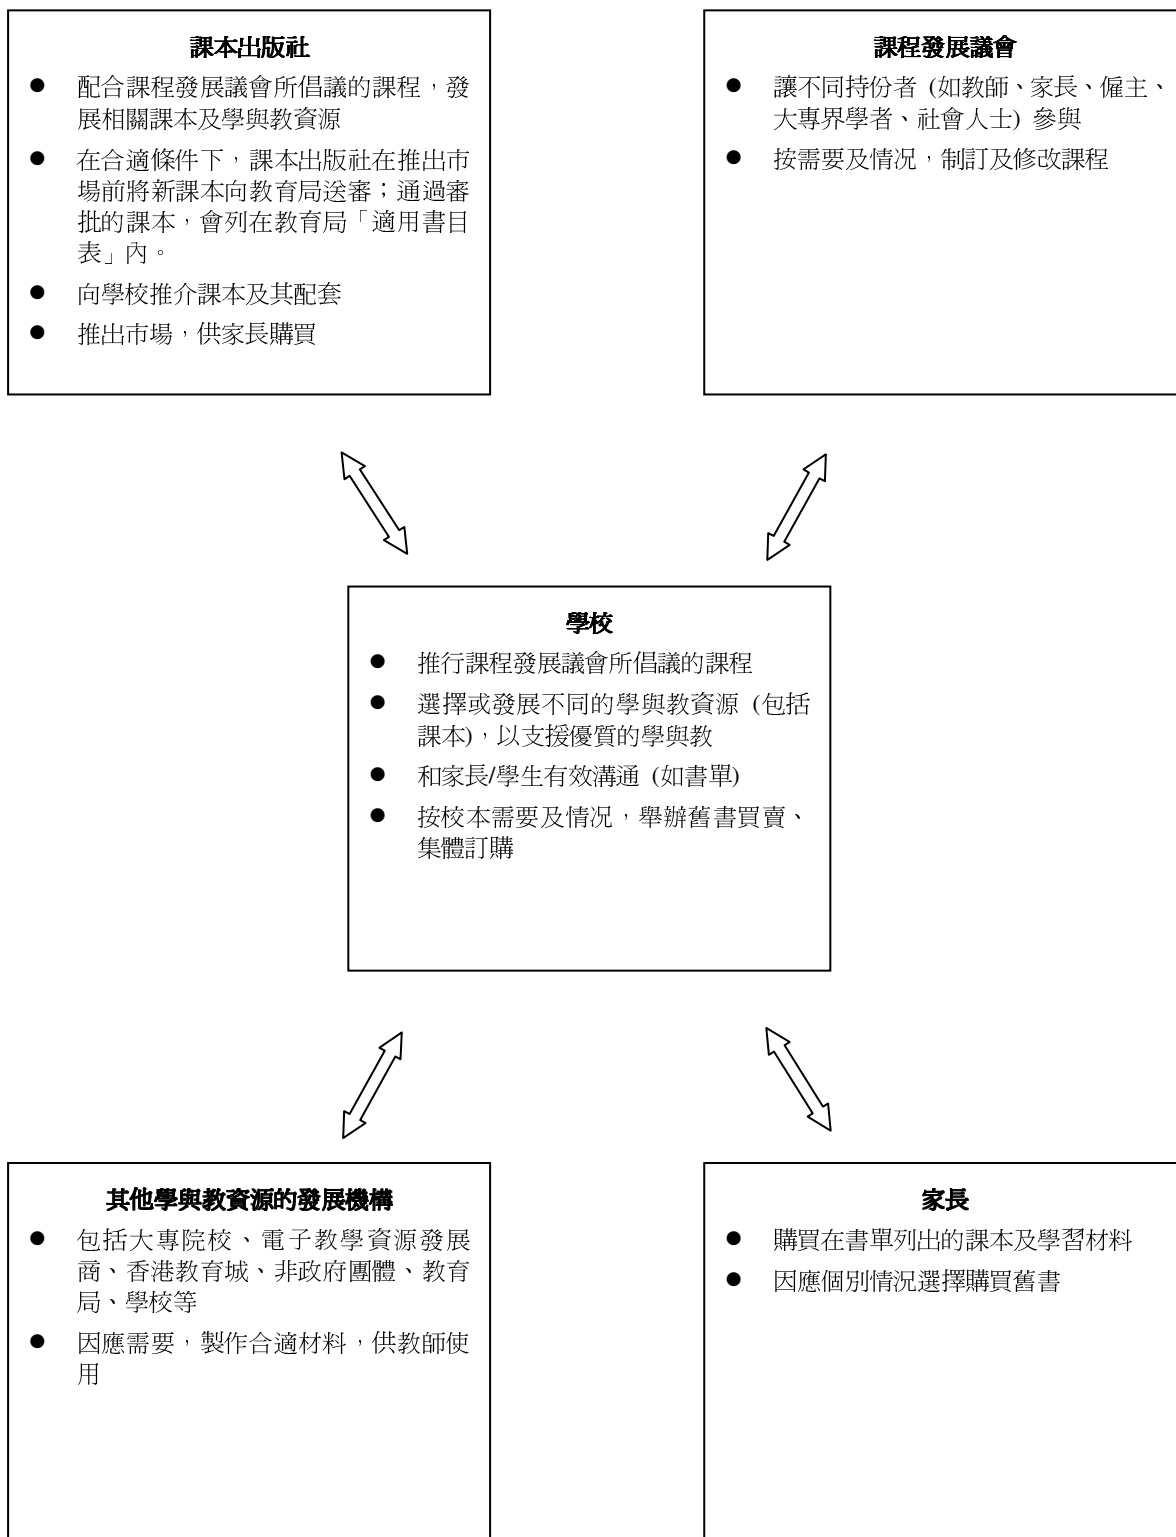 課本出版社
● 配合課程發展議會所倡議的課程，發
展相關課本及學與教資源
● 在合適條件下，課本出版社在推出市
場前將新課本向教育局送審；通過審
批的課本，會列在教育局「適用書目
表」內。
● 向學校推介課本及其配套
● 推出市場，供家長購買
課程發展議會
● 讓不同持份者 (如教師、家長、僱主、
大專界學者、社會人士) 參與
● 按需要及情況，制訂及修改課程
學校
● 推行課程發展議會所倡議的課程
● 選擇或發展不同的學與教資源 (包括
課本)，以支援優質的學與教
● 和家長/學生有效溝通 (如書單)
● 按校本需要及情況，舉辦舊書買賣、
集體訂購
其他學與教資源的發展機構
● 包括大專院校、電子教學資源發展
商、香港教育城、非政府團體、教育
局、學校等
● 因應需要，製作合適材料，供教師使
用
家長
● 購買在書單列出的課本及學習材料
● 因應個別情況選擇購買舊書